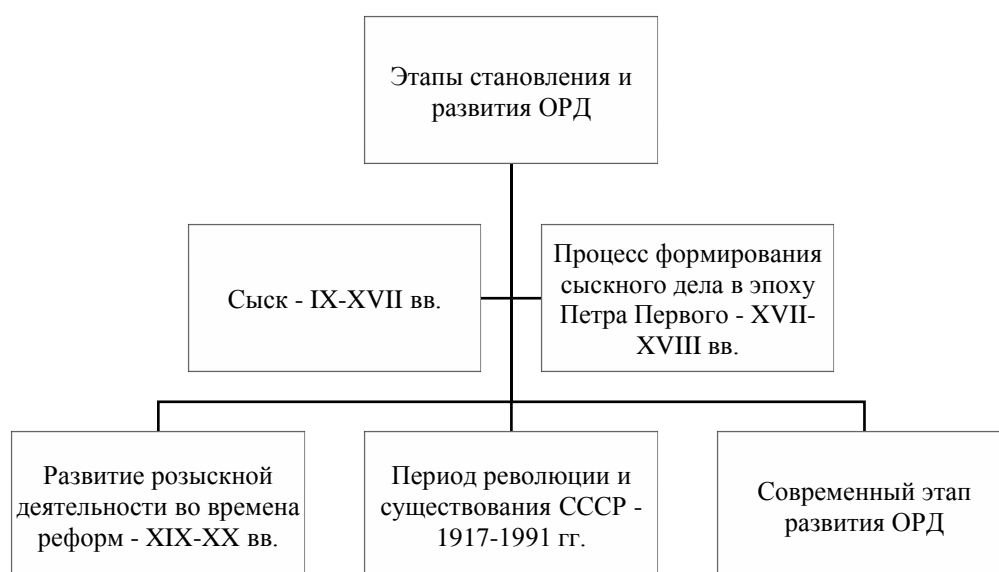 Этапы становления и
развития ОРД
Сыск - IX-XVII вв.
Процесс формирования
сыскного дела в эпоху
Петра Первого - XVII-
XVIII вв.
Развитие розыскной
деятельности во времена
реформ - XIX-XX вв.
Период революции и
существования СССР -
1917-1991 гг.
Современный этап
развития ОРД